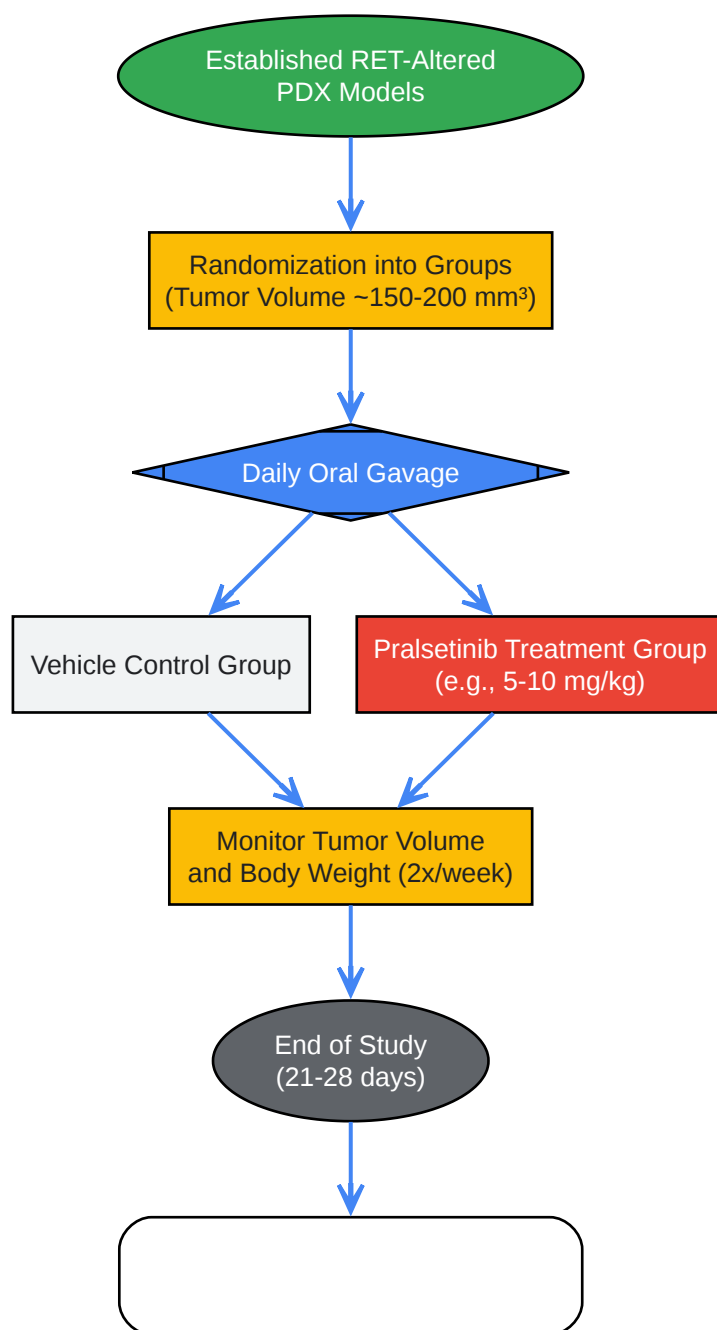 Established RET-Altered
PDX Models
Randomization into Groups
(Tumor Volume ~150-200 mm³)
Daily Oral Gavage
Vehicle Control Group
Pralsetinib Treatment Group
(e.g., 5-10 mg/kg)
Monitor Tumor Volume
and Body Weight (2x/week)
End of Study
(21-28 days)